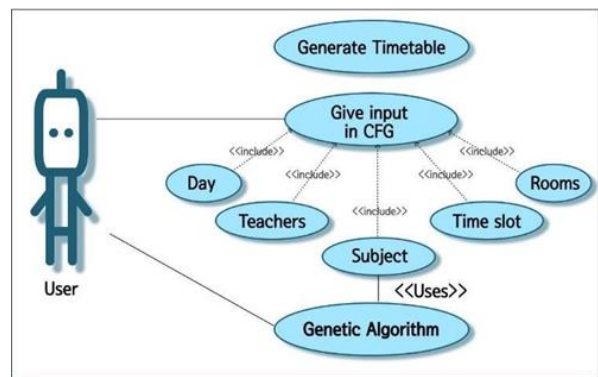 Generate Timetable
Give input
in CFG
<<include>>
<<include>>
<<include>>
<<include>>
<<include>>
Day
Teachers
Subject
Time slot
Rooms
<<Uses>>
Genetic Algorithm
User